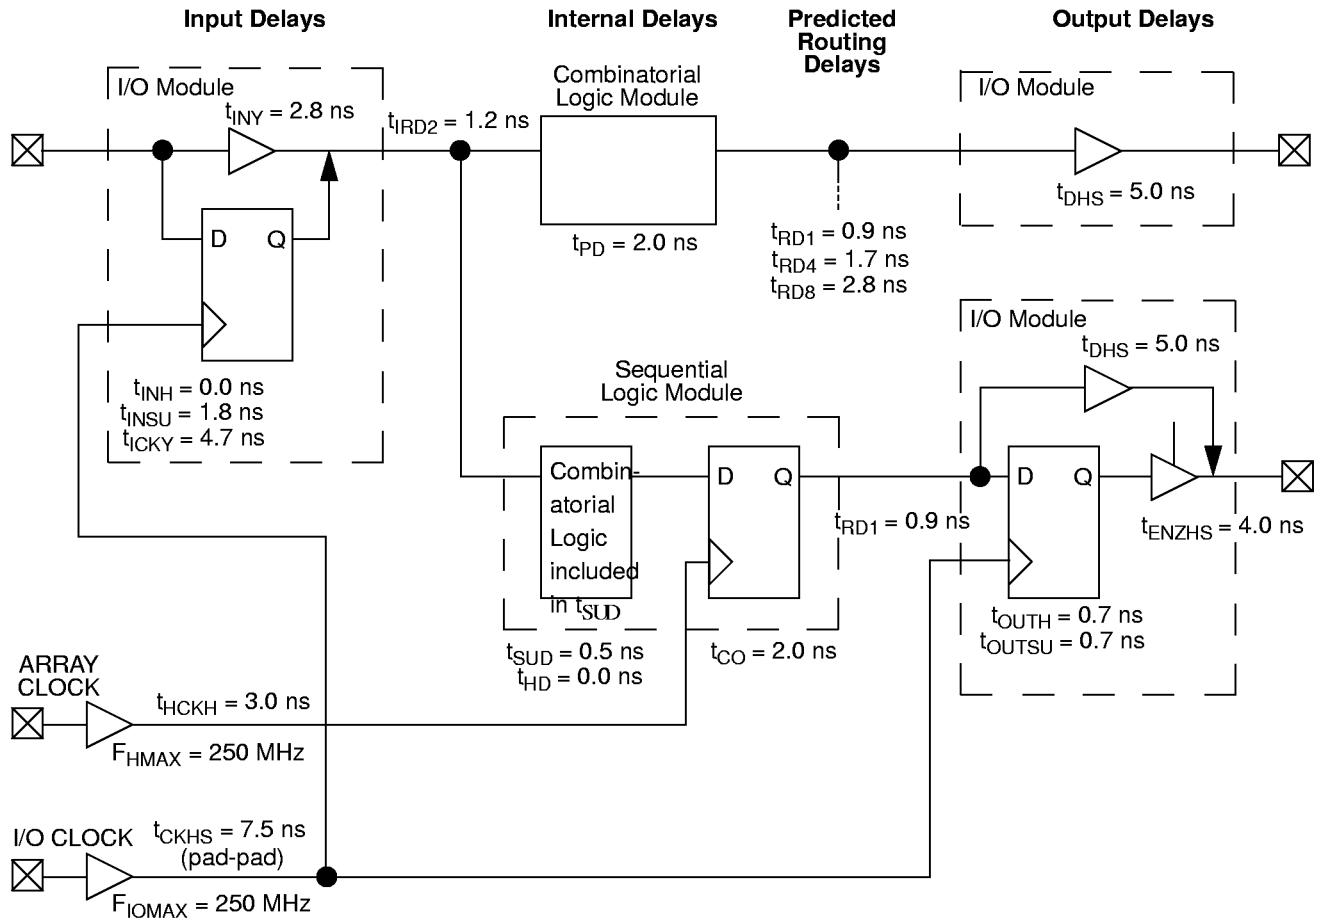 Input Delays
Internal Delays
Predicted
Routing
Delays
Output Delays
I/O Module
tINY = 2.8 ns
tIRD2 = 1.2 ns
Combinatorial
Logic Module
I/O Module
tDHS = 5.0 ns
D Q
tPD = 2.0 ns
tRD1 = 0.9 ns
tRD4 = 1.7 ns
tRD8 = 2.8 ns
I/O Module
tDHS = 5.0 ns
tINH = 0.0 ns
tINSU = 1.8 ns
tICKY = 4.7 ns
Sequential
Logic Module
Combin-
atorial
Logic
included
in tSUD
D Q
tRD1 = 0.9 ns
D Q
tENZHS = 4.0 ns
tOUTH = 0.7 ns
tOUTSU = 0.7 ns
tSUD = 0.5 ns
tHD = 0.0 ns
tCO = 2.0 ns
ARRAY
CLOCK
tHCKH = 3.0 ns
FHMAX = 250 MHz
I/O CLOCK
tCKHS = 7.5 ns
(pad-pad)
FIOMAX = 250 MHz